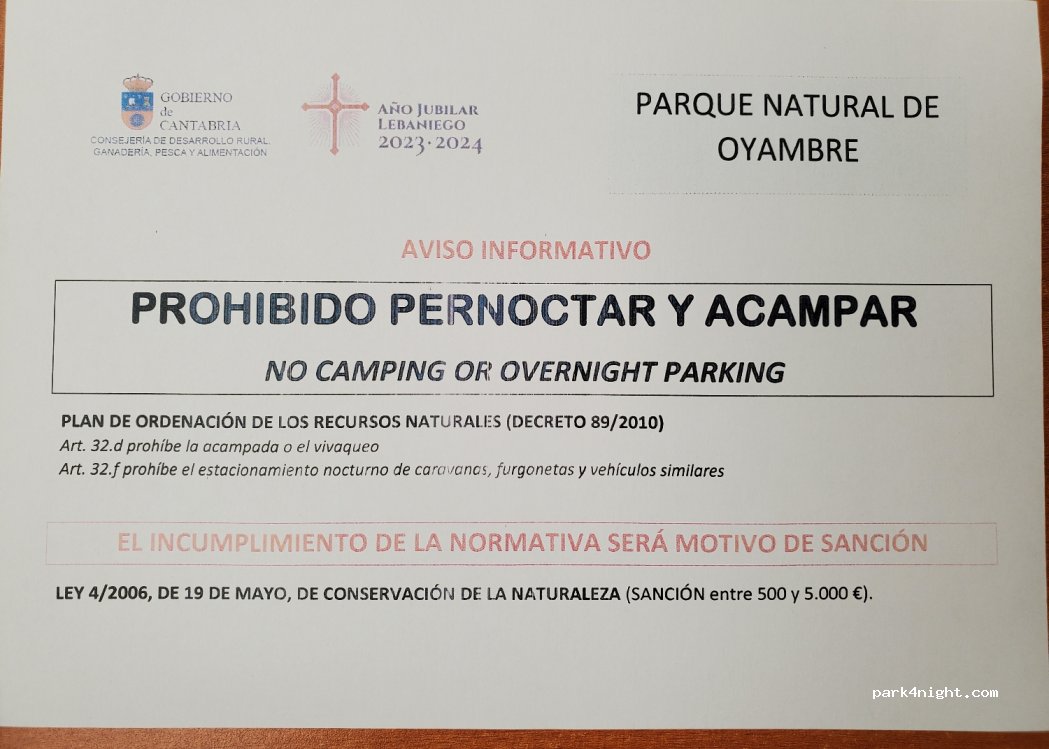 GOBIERNO
de
CANTABRIA
CONSEJERÍA DE DESARROLLO RURAL,
GANADERÍA, PESCA Y ALIMENTACIÓN
AÑO JUBILAR
LEBANIEGO
2023·2024
PARQUE NATURAL DE
OYAMBRE
AVISO INFORMATIVO
PROHIBIDO PERNOCTAR Y ACAMPAR
NO CAMPING OR OVERNIGHT PARKING
PLAN DE ORDENACIÓN DE LOS RECURSOS NATURALES (DECRETO 89/2010)
Art. 32.d prohíbe la acampada o el vivaqueo
Art. 32.f prohíbe el estacionamiento nocturno de caravanas, furgonetas y vehículos similares
EL INCUMPLIMIENTO DE LA NORMATIVA SERÁ MOTIVO DE SANCIÓN
LEY 4/2006, DE 19 DE MAYO, DE CONSERVACIÓN DE LA NATURALEZA (SANCIÓN entre 500 y 5.000 €).
park4night.com